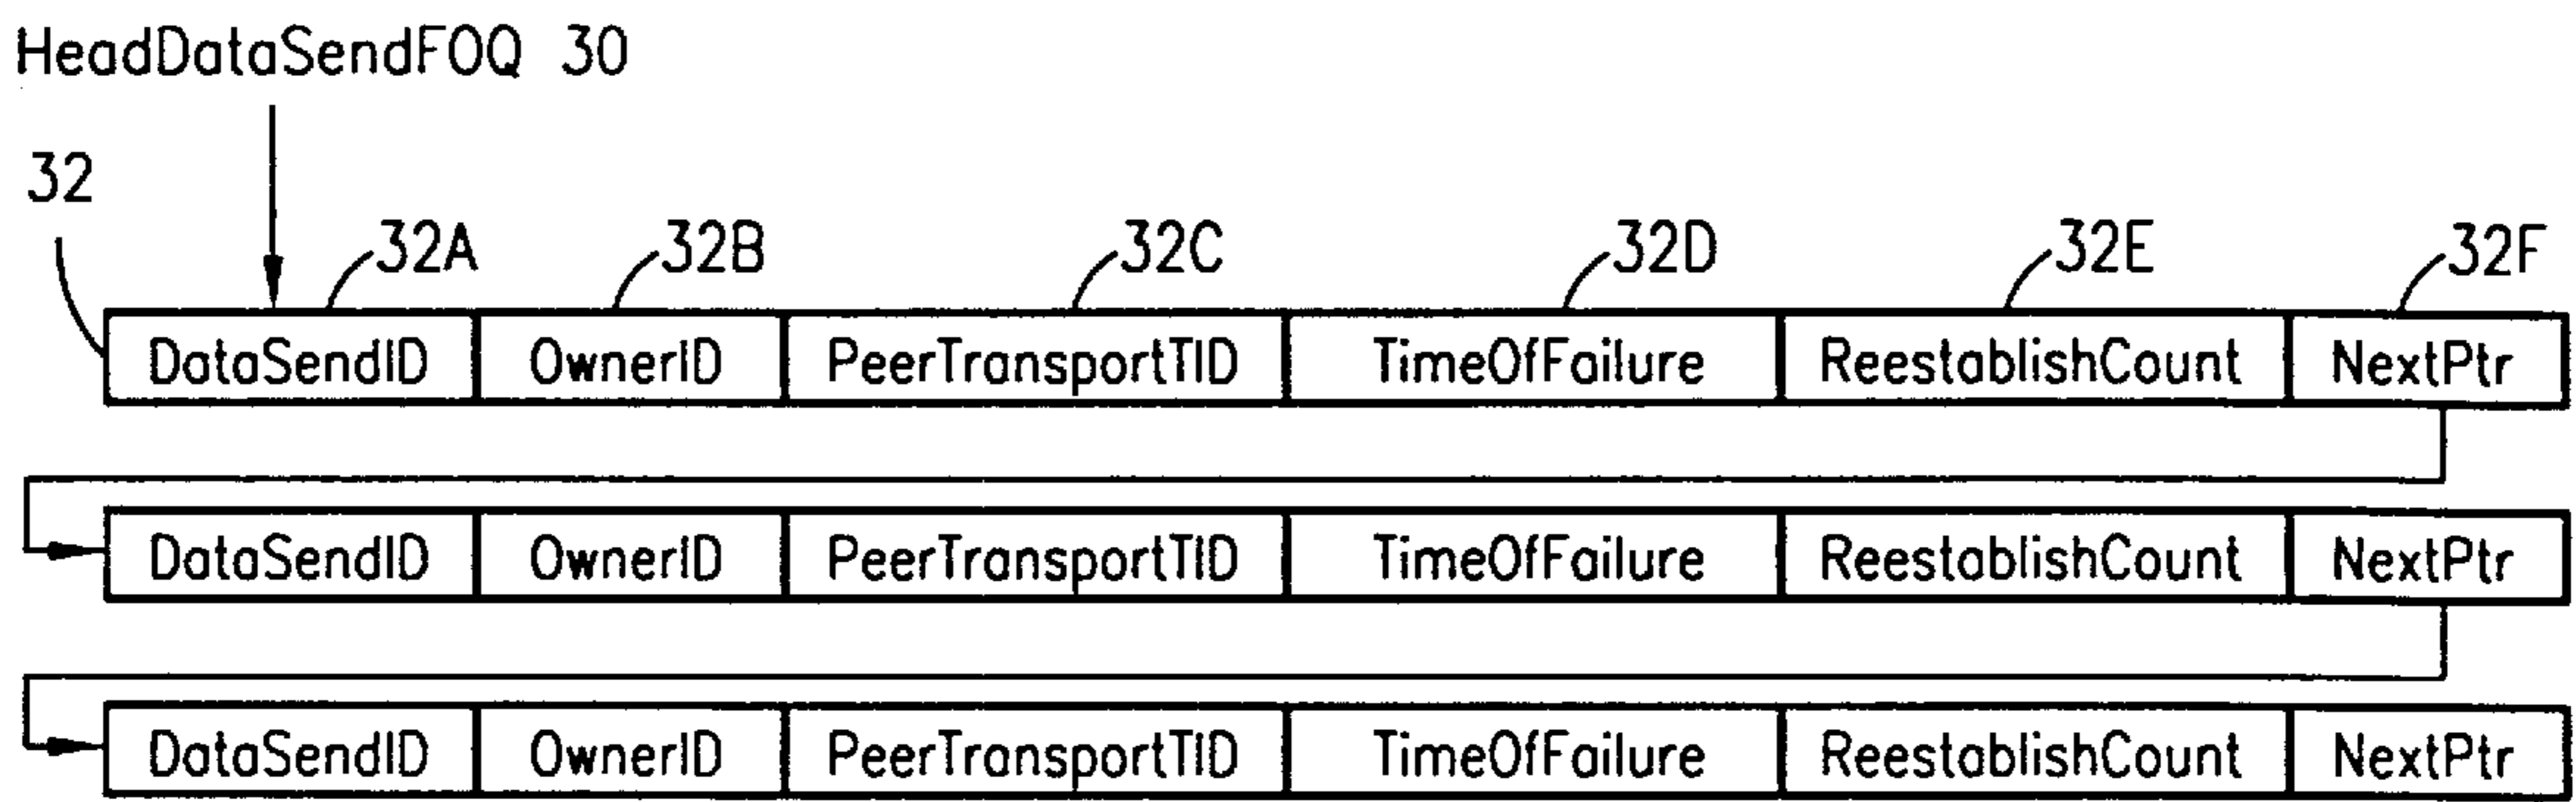 HeadDataSendFOQ 30
32
32A 32B 32C 32D 32E 32F
DataSendID OwnerID PeerTransportTID TimeOfFailure ReestablishCount NextPtr
DataSendID OwnerID PeerTransportTID TimeOfFailure ReestablishCount NextPtr
DataSendID OwnerID PeerTransportTID TimeOfFailure ReestablishCount NextPtr